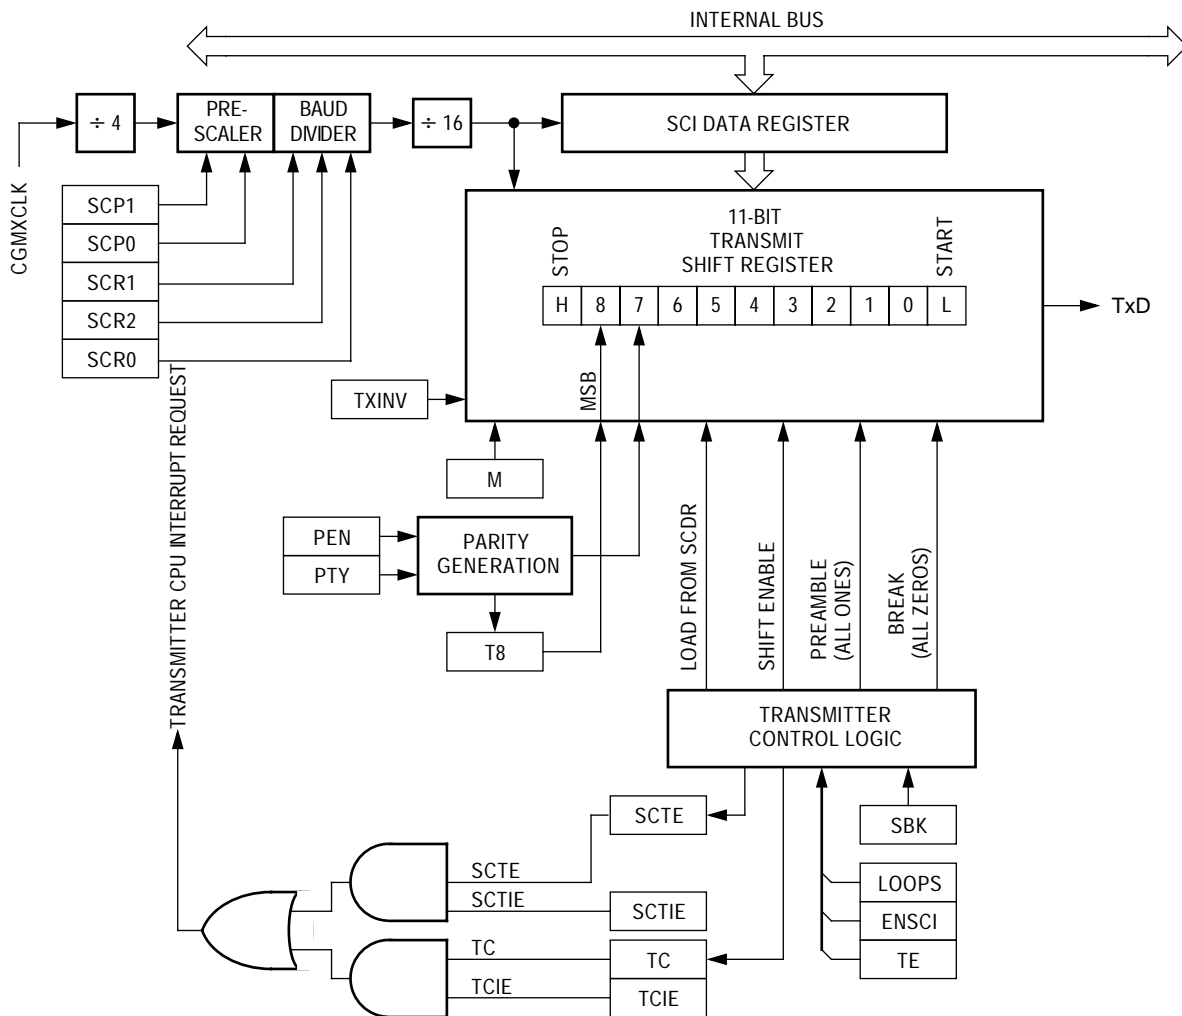 INTERNAL BUS
÷ 4
PRE-
SCALER
BAUD
DIVIDER
÷ 16
SCI DATA REGISTER
CGMXCLK
SCP1
SCP0
SCR1
SCR2
SCR0
11-BIT
TRANSMIT
SHIFT REGISTER
STOP
START
H 8 7 6 5 4 3 2 1 0 L
TxD
MSB
TXINV
M
PEN
PTY
PARITY
GENERATION
T8
TRANSMITTER CPU INTERRUPT REQUEST
LOAD FROM SCDR
SHIFT ENABLE
PREAMBLE
(ALL ONES)
BREAK
(ALL ZEROS)
TRANSMITTER
CONTROL LOGIC
SCTE
SBK
SCTE
SCTIE
SCTIE
LOOPS
ENSCI
TE
TC
TC
TCIE
TCIE